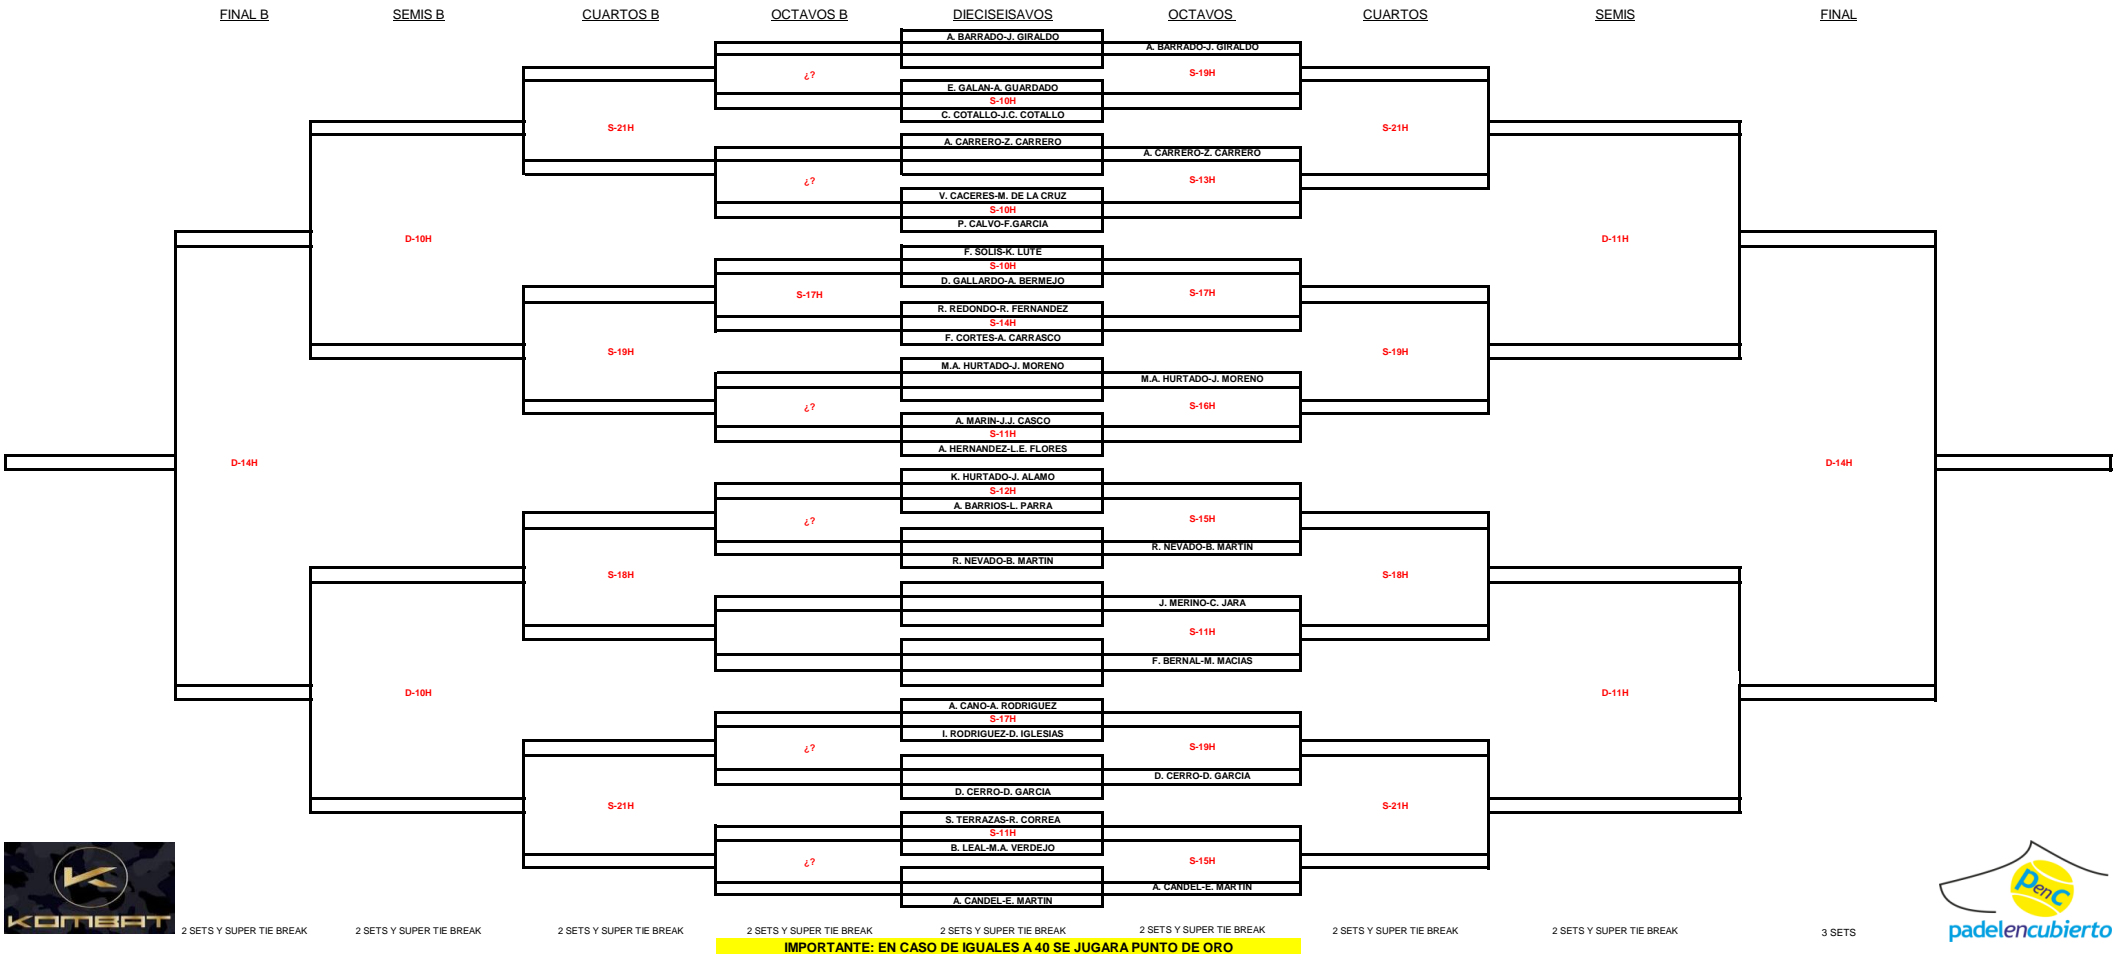 FINAL B
SEMIS B
CUARTOS B
OCTAVOS B
DIECISEISAVOS
OCTAVOS
CUARTOS
SEMIS
FINAL
A. BARRADO-J. GIRALDO
A. BARRADO-J. GIRALDO
¿?
S-19H
E. GALAN-A. GUARDADO
S-10H
C. COTALLO-J.C. COTALLO
S-21H
S-21H
A. CARRERO-Z. CARRERO
A. CARRERO-Z. CARRERO
¿?
S-13H
V. CACERES-M. DE LA CRUZ
S-10H
P. CALVO-F.GARCIA
D-10H
D-11H
F. SOLIS-K. LUTE
S-10H
D. GALLARDO-A. BERMEJO
S-17H
S-17H
R. REDONDO-R. FERNANDEZ
S-14H
F. CORTES-A. CARRASCO
S-19H
S-19H
M.A. HURTADO-J. MORENO
M.A. HURTADO-J. MORENO
¿?
S-16H
A. MARIN-J.J. CASCO
S-11H
A. HERNANDEZ-L.E. FLORES
D-14H
D-14H
K. HURTADO-J. ALAMO
S-12H
A. BARRIOS-L. PARRA
¿?
S-15H
R. NEVADO-B. MARTIN
R. NEVADO-B. MARTIN
S-18H
S-18H
J. MERINO-C. JARA
S-11H
F. BERNAL-M. MACIAS
D-10H
D-11H
A. CANO-A. RODRIGUEZ
S-17H
I. RODRIGUEZ-D. IGLESIAS
¿?
S-19H
D. CERRO-D. GARCIA
D. CERRO-D. GARCIA
S-21H
S-21H
S. TERRAZAS-R. CORREA
S-11H
B. LEAL-M.A. VERDEJO
¿?
S-15H
A. CANDEL-E. MARTIN
A. CANDEL-E. MARTIN
K
KOMBAT
PenC
padelencubierto
2 SETS Y SUPER TIE BREAK
2 SETS Y SUPER TIE BREAK
2 SETS Y SUPER TIE BREAK
2 SETS Y SUPER TIE BREAK
2 SETS Y SUPER TIE BREAK
2 SETS Y SUPER TIE BREAK
2 SETS Y SUPER TIE BREAK
2 SETS Y SUPER TIE BREAK
3 SETS
IMPORTANTE: EN CASO DE IGUALES A 40 SE JUGARA PUNTO DE ORO